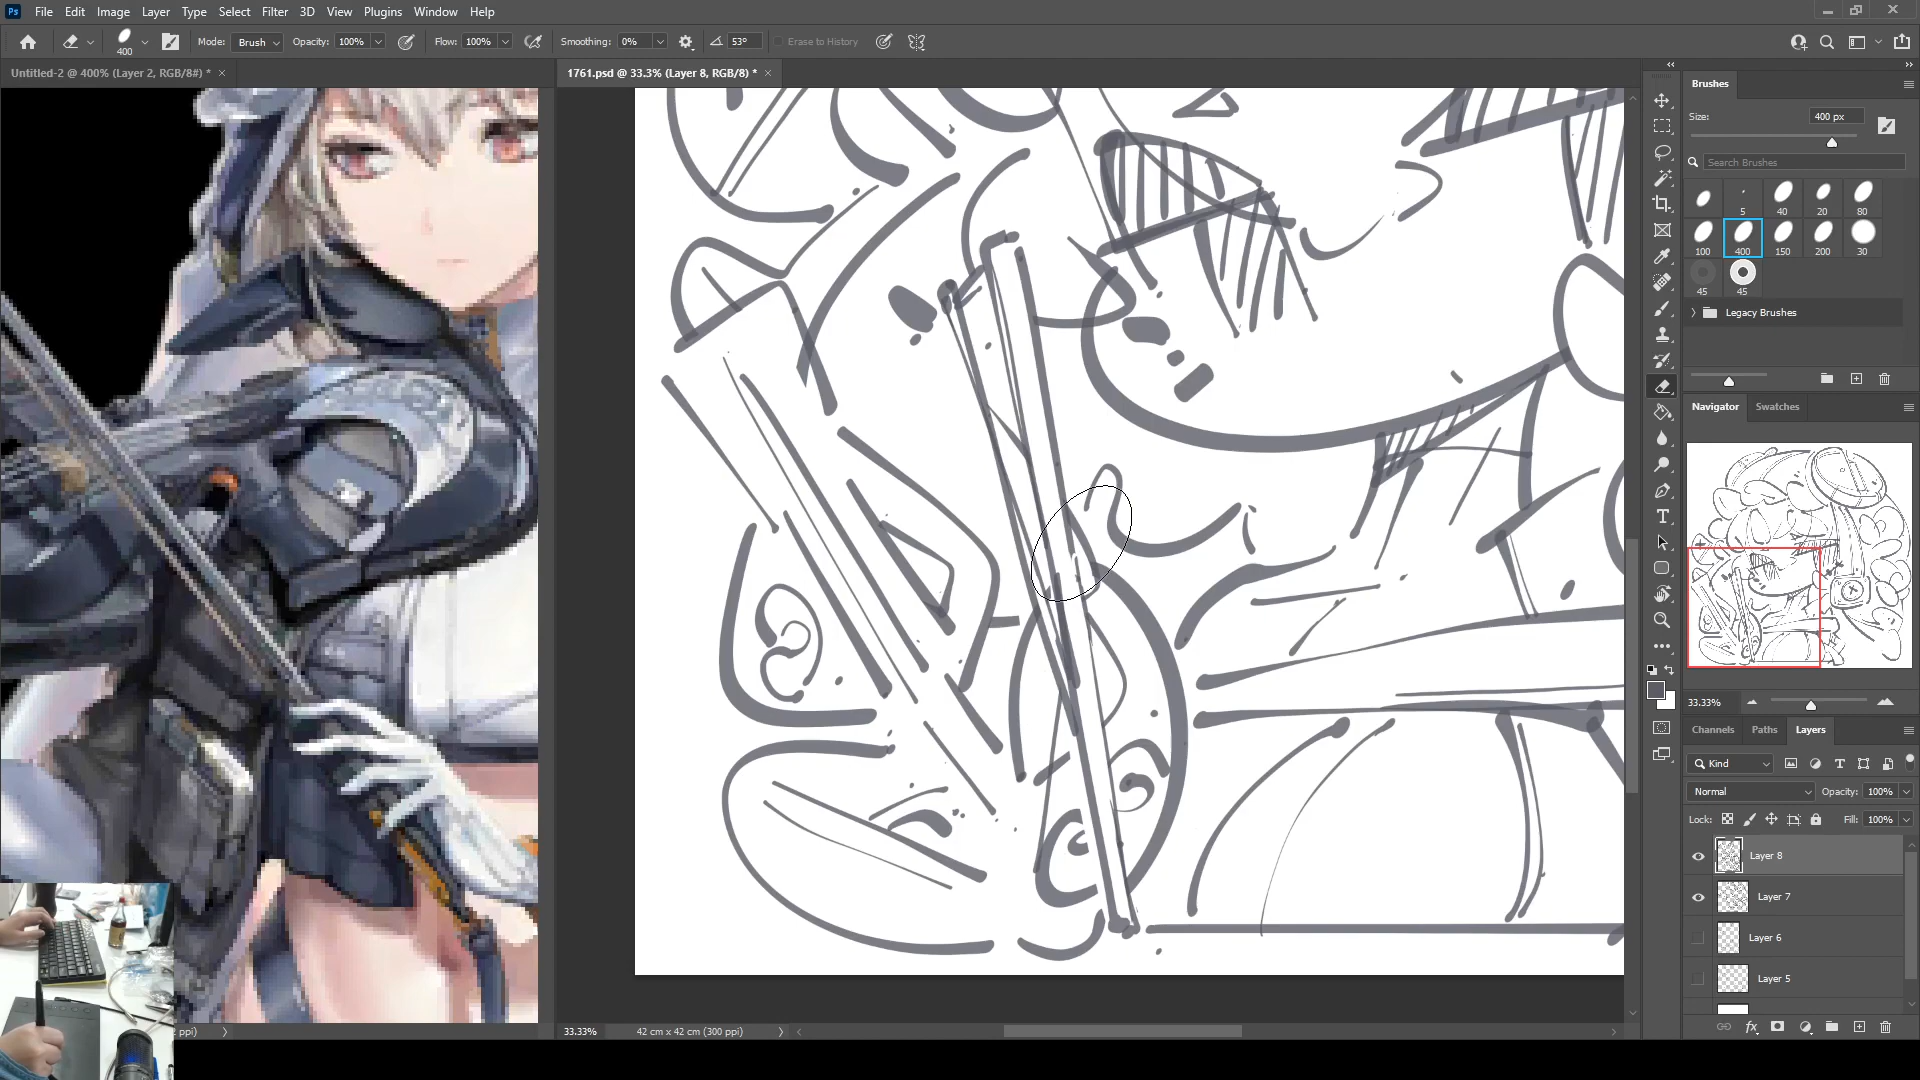 Ps File Edit Image Layer Type Select Filter 3D View Plugins Window Help
400 Mode: Brush Opacity: 100% Flow: 100% Smoothing: 0% 53° Erase to History
Untitled-2 @ 400% (Layer 2, RGB/8#) * × 1761.psd @ 33.3% (Layer 8, RGB/8) * ×
Brushes
Size: 400 px
Search Brushes
5 40 20 80
100 400 150 200 30
45 45
Legacy Brushes
Navigator Swatches
33.33%
Channels Paths Layers
Kind
Normal Opacity: 100%
Lock: Fill: 100%
Layer 8
Layer 7
Layer 6
Layer 5
ppi) 33.33% 42 cm x 42 cm (300 ppi)